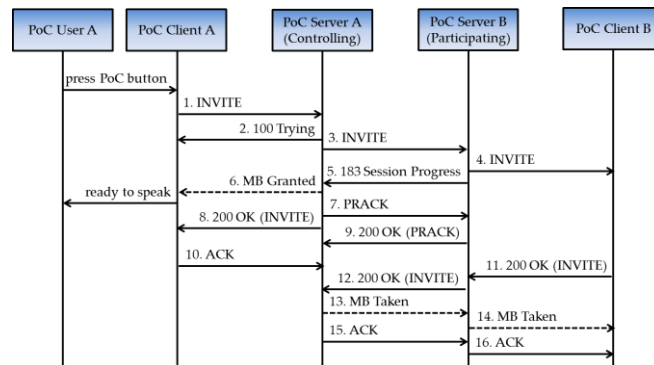 PoC User A
PoC Client A
PoC Server A
(Controlling)
PoC Server B
(Participating)
PoC Client B
press PoC button
1. INVITE
2. 100 Trying
3. INVITE
4. INVITE
5. 183 Session Progress
6. MB Granted
ready to speak
7. PRACK
8. 200 OK (INVITE)
9. 200 OK (PRACK)
10. ACK
11. 200 OK (INVITE)
12. 200 OK (INVITE)
13. MB Taken
14. MB Taken
15. ACK
16. ACK